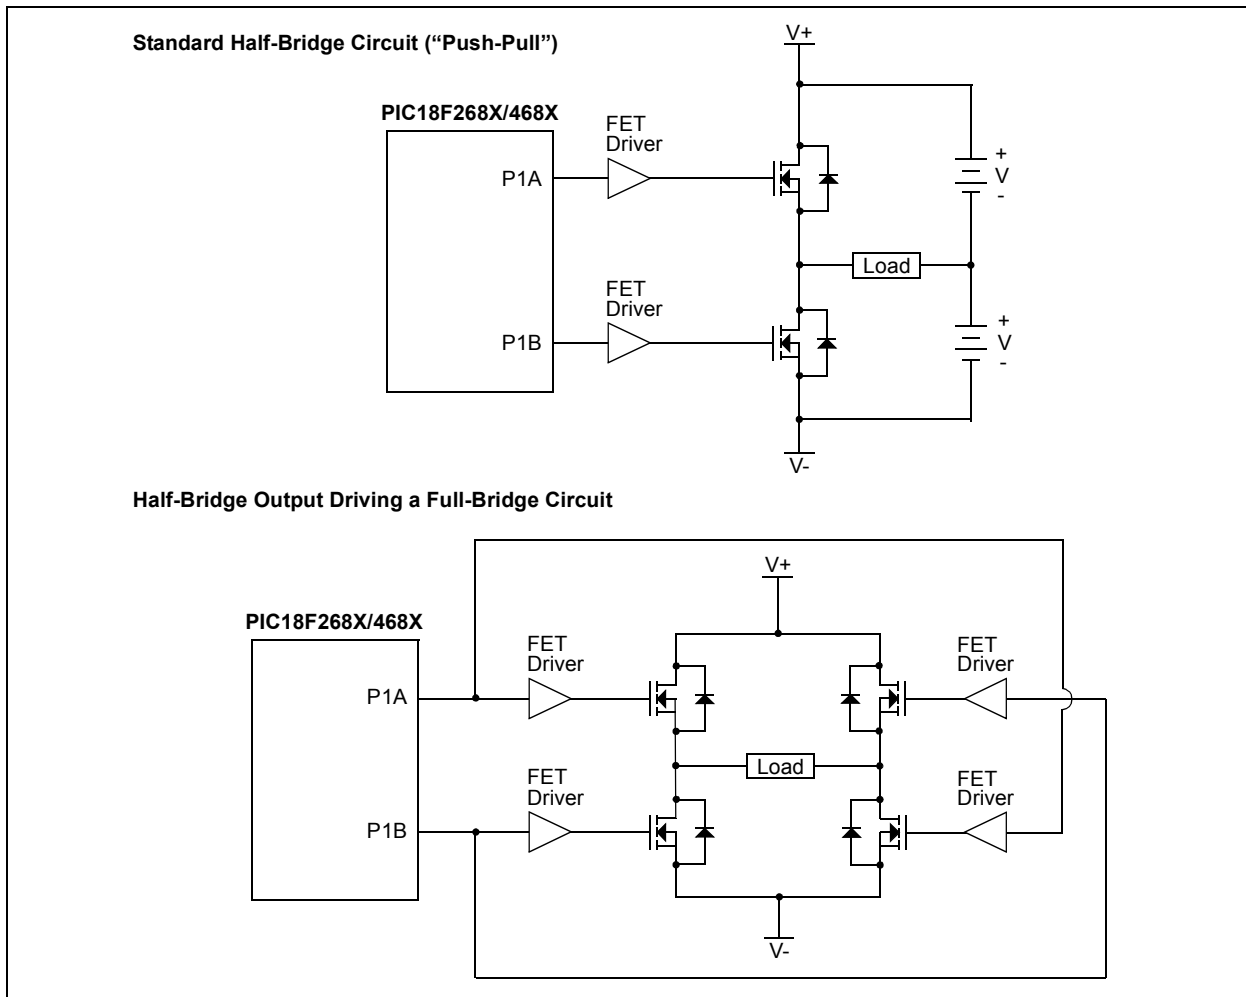 Standard Half-Bridge Circuit (“Push-Pull”)
V+
PIC18F268X/468X
FET
Driver
P1A
+
V
-
Load
FET
Driver
P1B
+
V
-
V-
Half-Bridge Output Driving a Full-Bridge Circuit
V+
PIC18F268X/468X
FET
Driver
FET
Driver
P1A
Load
FET
Driver
FET
Driver
P1B
V-